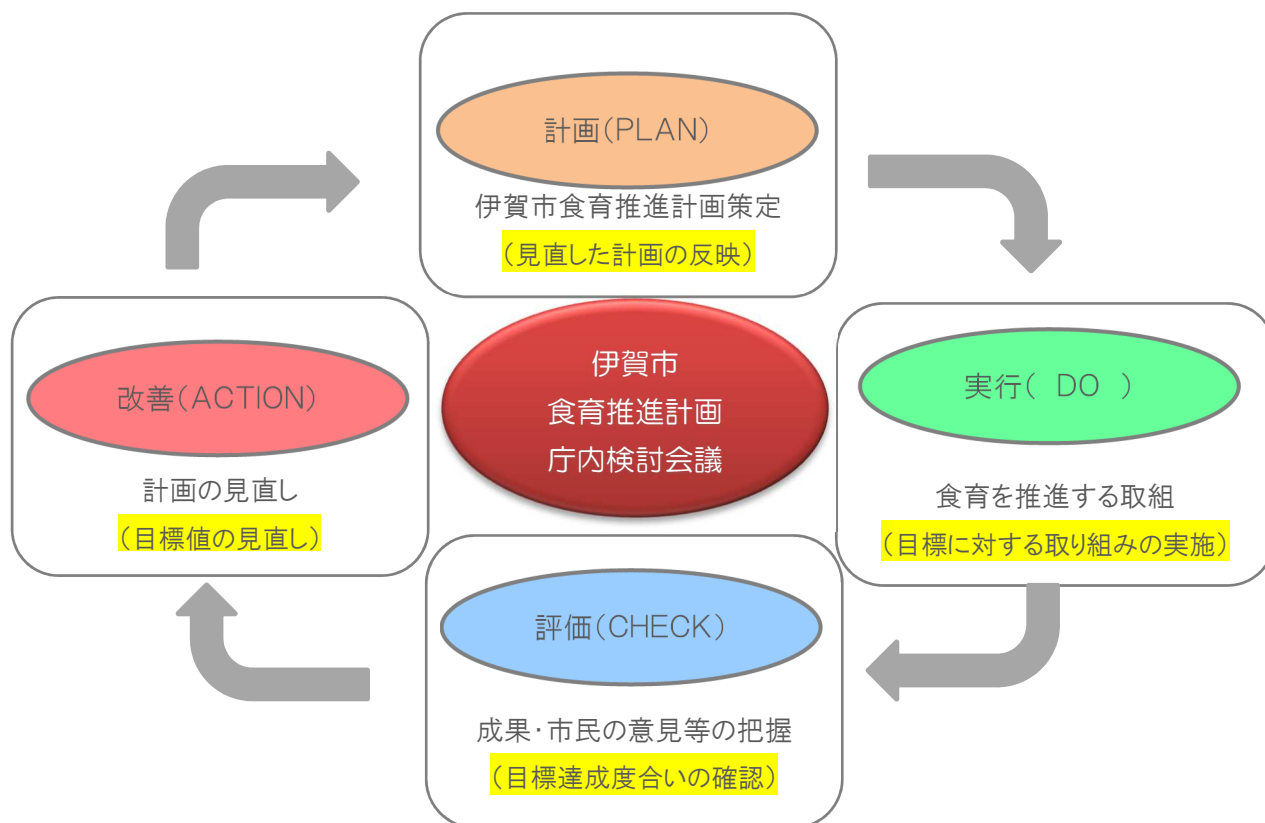 計画(PLAN)
伊賀市食育推進計画策定
(見直した計画の反映)
伊賀市
食育推進計画
庁内検討会議
改善(ACTION)
計画の見直し
(目標値の見直し)
実行( DO )
食育を推進する取組
(目標に対する取り組みの実施)
評価(CHECK)
成果・市民の意見等の把握
(目標達成度合いの確認)